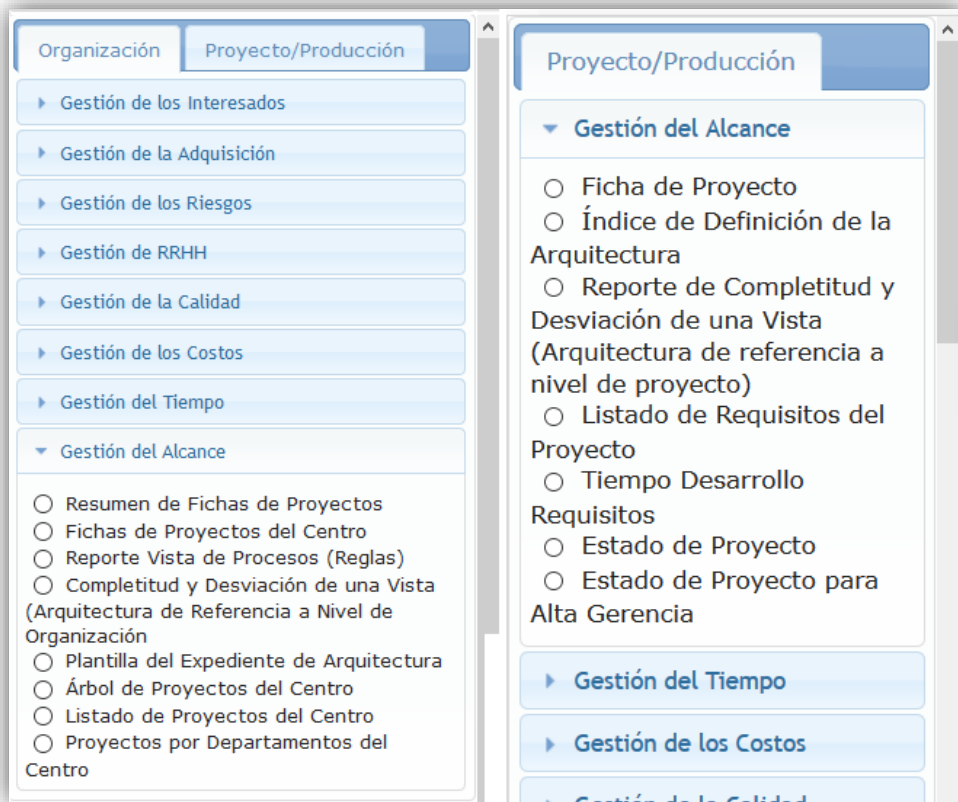 Organización
Proyecto/Producción
Gestión de los Interesados
Gestión de la Adquisición
Gestión de los Riesgos
Gestión de RRHH
Gestión de la Calidad
Gestión de los Costos
Gestión del Tiempo
Gestión del Alcance
Resumen de Fichas de Proyectos
Fichas de Proyectos del Centro
Reporte Vista de Procesos (Reglas)
Completitud y Desviación de una Vista
(Arquitectura de Referencia a Nivel de
Organización
Plantilla del Expediente de Arquitectura
Árbol de Proyectos del Centro
Listado de Proyectos del Centro
Proyectos por Departamentos del
Centro
Proyecto/Producción
Gestión del Alcance
Ficha de Proyecto
Índice de Definición de la
Arquitectura
Reporte de Completitud y
Desviación de una Vista
(Arquitectura de referencia a
nivel de proyecto)
Listado de Requisitos del
Proyecto
Tiempo Desarrollo
Requisitos
Estado de Proyecto
Estado de Proyecto para
Alta Gerencia
Gestión del Tiempo
Gestión de los Costos
Gestión de la Calidad